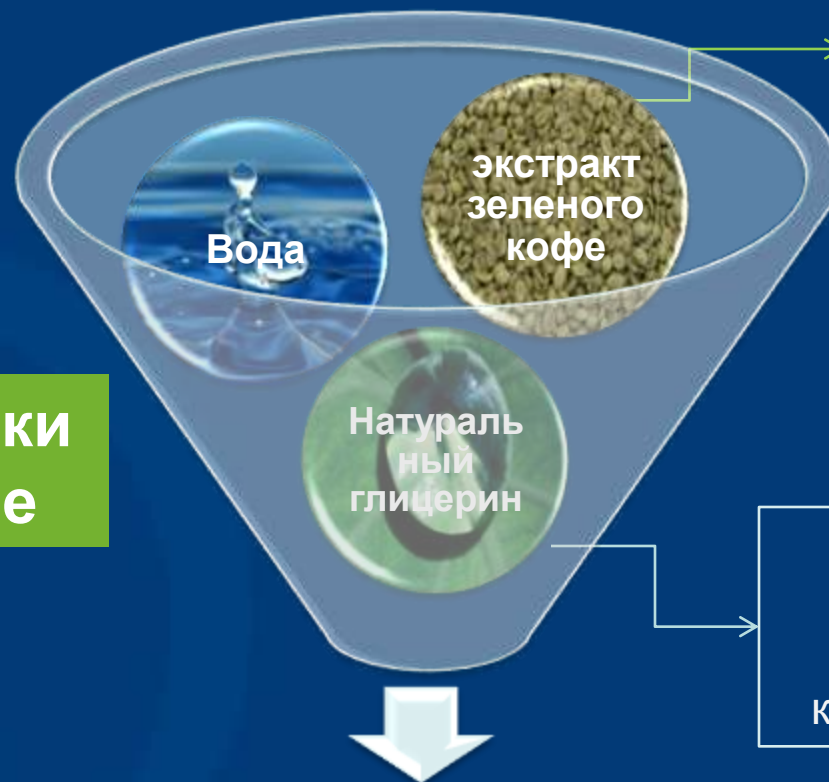 экстракт
зеленого
кофе
Вода
ки
е
Натураль
ный
глицерин
к